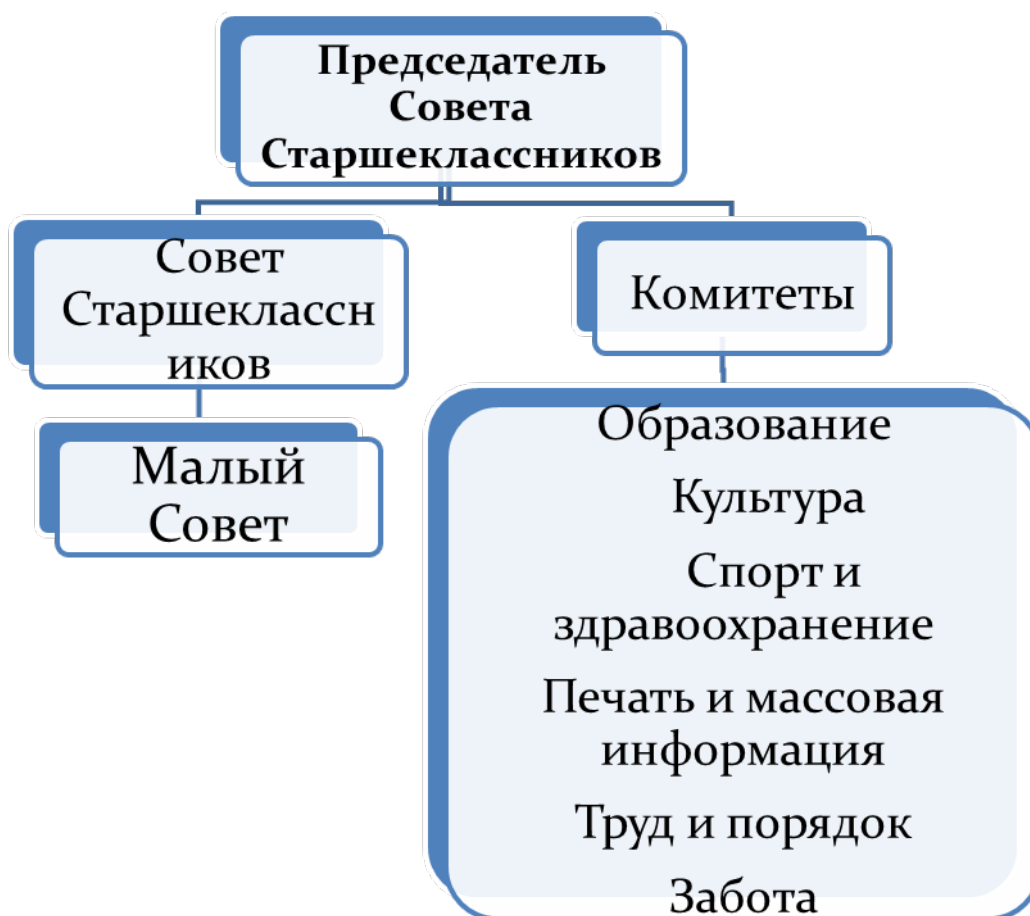 Председатель
Совета
Старшеклассников
Совет
Старшеклассн
иков
Комитеты
Малый
Совет
Образование
Культура
Спорт и
здравоохранение
Печать и массовая
информация
Труд и порядок
Забота